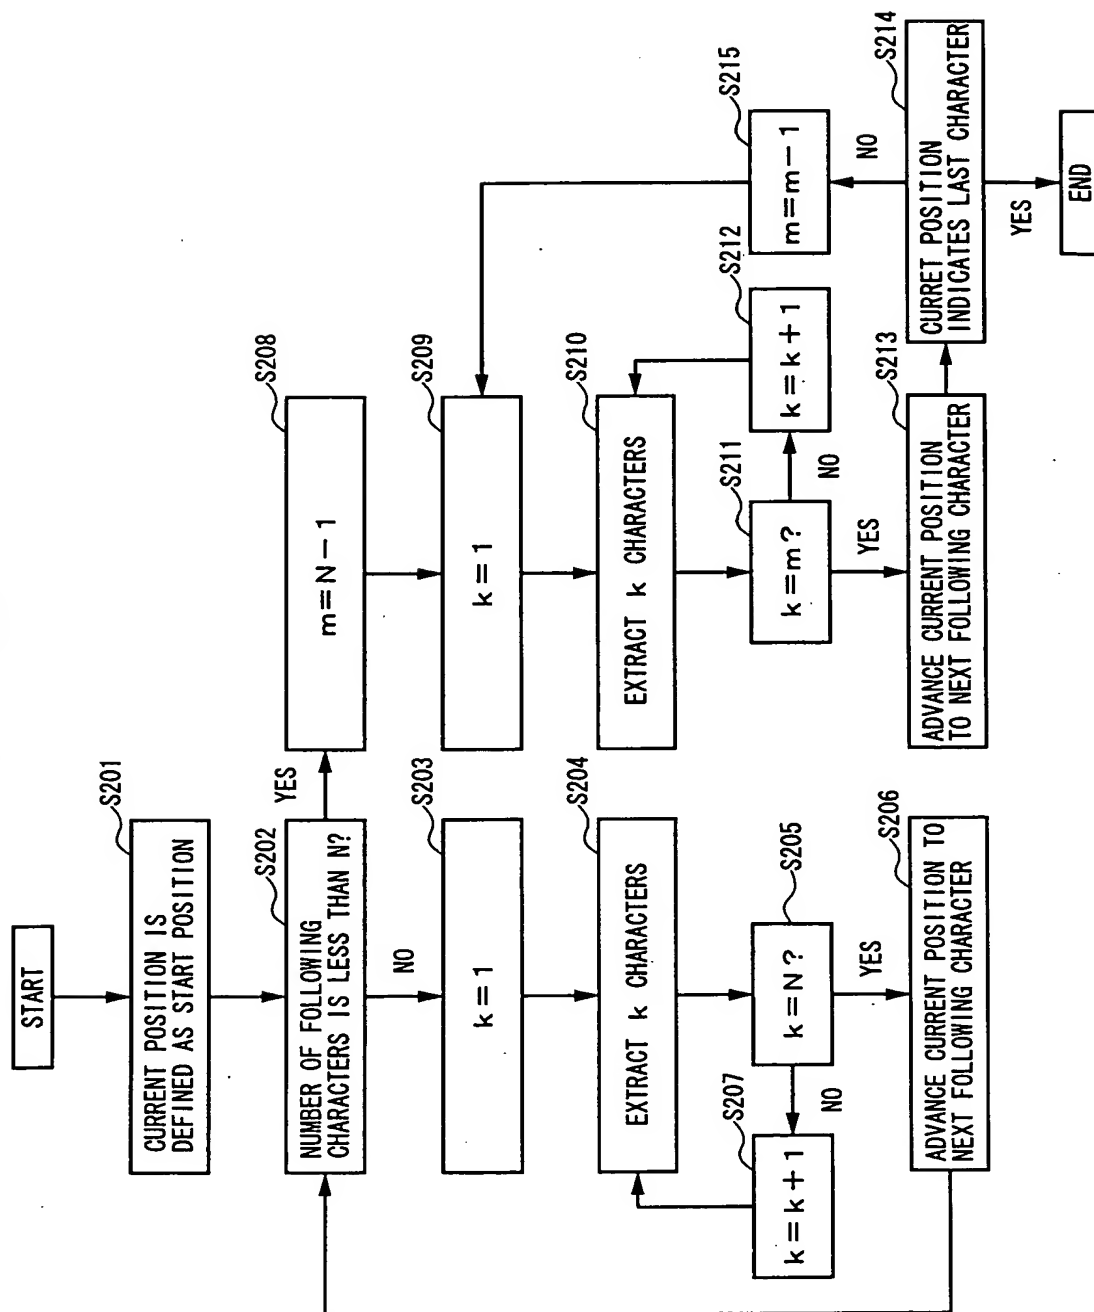 START
S201
CURRENT POSITION IS
DEFINED AS START POSITION
S202
NUMBER OF FOLLOWING
CHARACTERS IS LESS THAN N?
YES
NO
S203
k=1
S204
EXTRACT k CHARACTERS
S205
k=N?
NO
YES
S207
k=k+1
S206
ADVANCE CURRENT POSITION TO
NEXT FOLLOWING CHARACTER
S208
m=N-1
S209
k=1
S210
EXTRACT k CHARACTERS
S211
k=m?
NO
YES
S212
k=k+1
S213
ADVANCE CURRENT POSITION
TO NEXT FOLLOWING CHARACTER
S214
CURRET POSITION
INDICATES LAST CHARACTER
NO
YES
S215
m=m-1
END